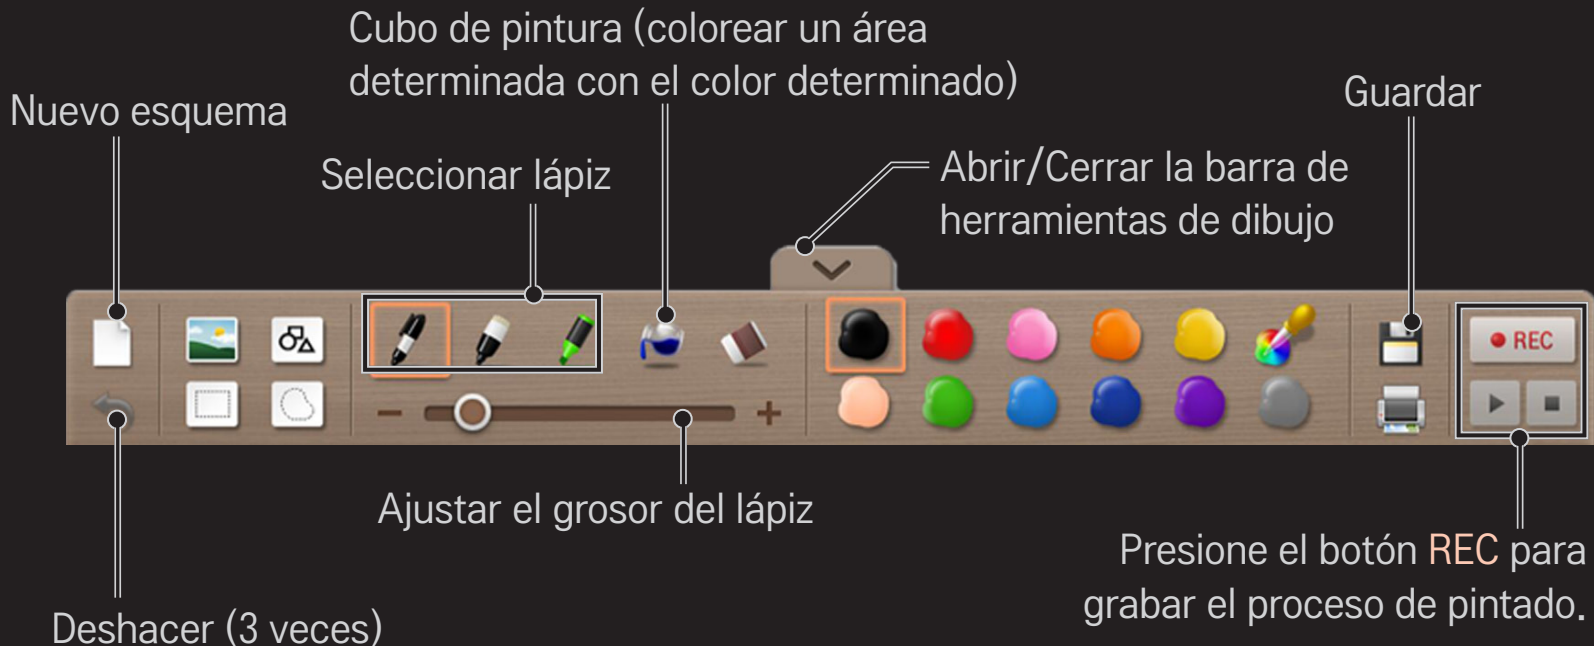 Cubo de pintura (colorear un área
determinada con el color determinado)
Nuevo esquema
Guardar
Seleccionar lápiz
Abrir/Cerrar la barra de
herramientas de dibujo
REC
Ajustar el grosor del lápiz
Presione el botón REC para
grabar el proceso de pintado.
Deshacer (3 veces)